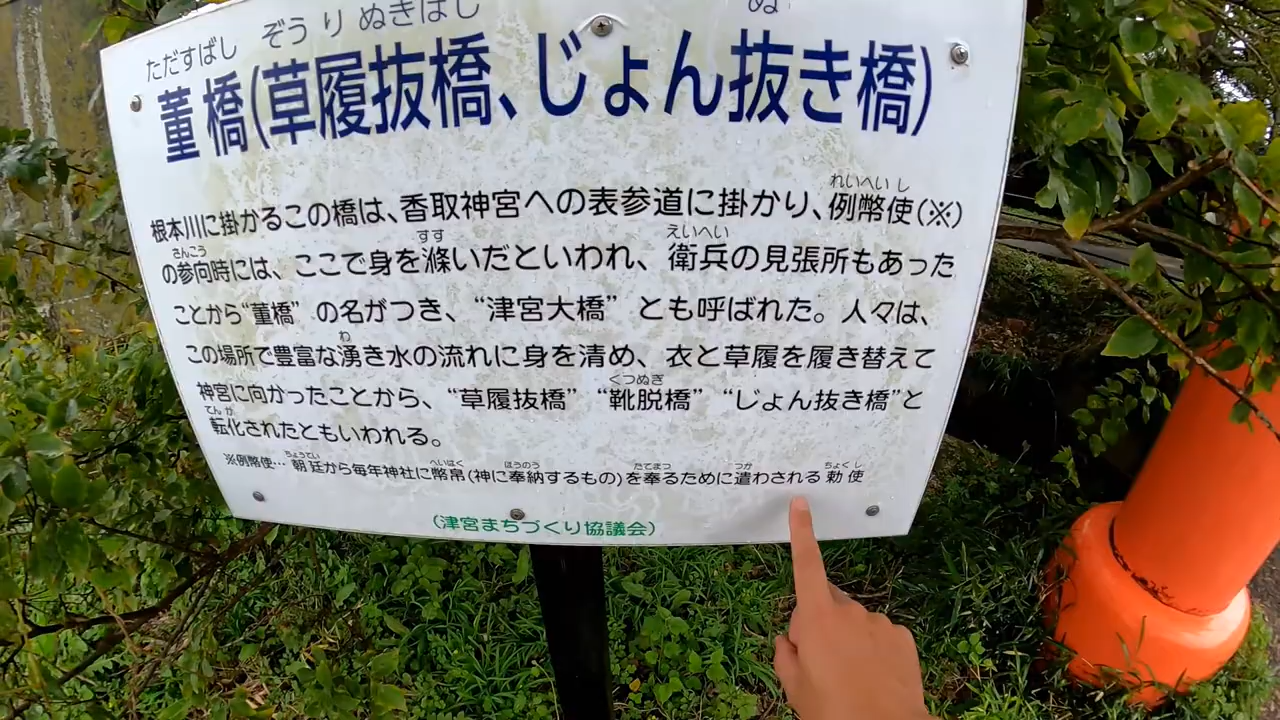 ただすばし ぞうりぬきばし ぬ
董橋(草履抜橋、じょん抜き橋)
れいへいし
根本川に掛かるこの橋は、香取神宮への表参道に掛かり、例幣使(※)
さんこう すす えいへい
の参向時には、ここで身を滌いだといわれ、衛兵の見張所もあった
ことから“董橋” の名がつき、“津宮大橋” とも呼ばれた。人々は、
わ
この場所で豊富な湧き水の流れに身を清め、衣と草履を履き替えて
くつぬぎ
神宮に向かったことから、“草履抜橋” “靴脱橋” “じょん抜き橋”と
てんか
転化されたともいわれる。
ちょうてい へいはく ほうのう たてまつ つか ちょくし
※例幣使… 朝廷から毎年神社に幣帛(神に奉納するもの)を奉るために遣わされる勅使
(津宮まちづくり協議会)